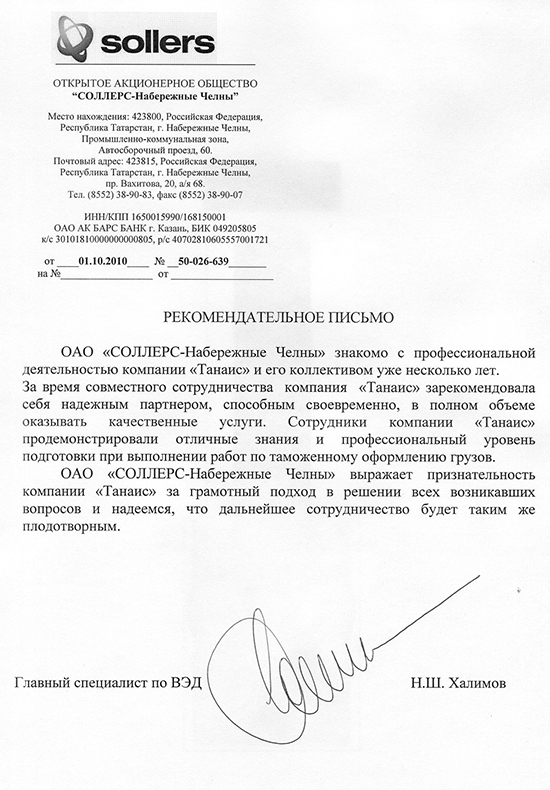 sollers
ОТКРЫТОЕ АКЦИОНЕРНОЕ ОБЩЕСТВО
“СОЛЛЕРС-Набережные Челны”
Место нахождения: 423800, Российская Федерация,
Республика Татарстан, г. Набережные Челны,
Промышленно-коммунальная зона,
Автосборочный проезд, 60.
Почтовый адрес: 423815, Российская Федерация,
Республика Татарстан, г. Набережные Челны,
пр. Вахитова, 20, а/я 68.
Тел. (8552) 38-90-83, факс (8552) 38-90-07
ИНН/КПП 1650015990/168150001
ОАО АК БАРС БАНК г. Казань, БИК 049205805
к/с 30101810000000000805, р/с 40702810605557001721
от ____01.10.2010____ № __50-026-639______
на №________________ от __________________
РЕКОМЕНДАТЕЛЬНОЕ ПИСЬМО
ОАО «СОЛЛЕРС-Набережные Челны» знакомо с профессиональной
деятельностью компании «Танаис» и его коллективом уже несколько лет.
За время совместного сотрудничества компания «Танаис» зарекомендовала
себя надежным партнером, способным своевременно, в полном объеме
оказывать качественные услуги. Сотрудники компании «Танаис»
продемонстрировали отличные знания и профессиональный уровень
подготовки при выполнении работ по таможенному оформлению грузов.
ОАО «СОЛЛЕРС-Набережные Челны» выражает признательность
компании «Танаис» за грамотный подход в решении всех возникавших
вопросов и надеемся, что дальнейшее сотрудничество будет таким же
плодотворным.
Главный специалист по ВЭД Н.Ш. Халимов